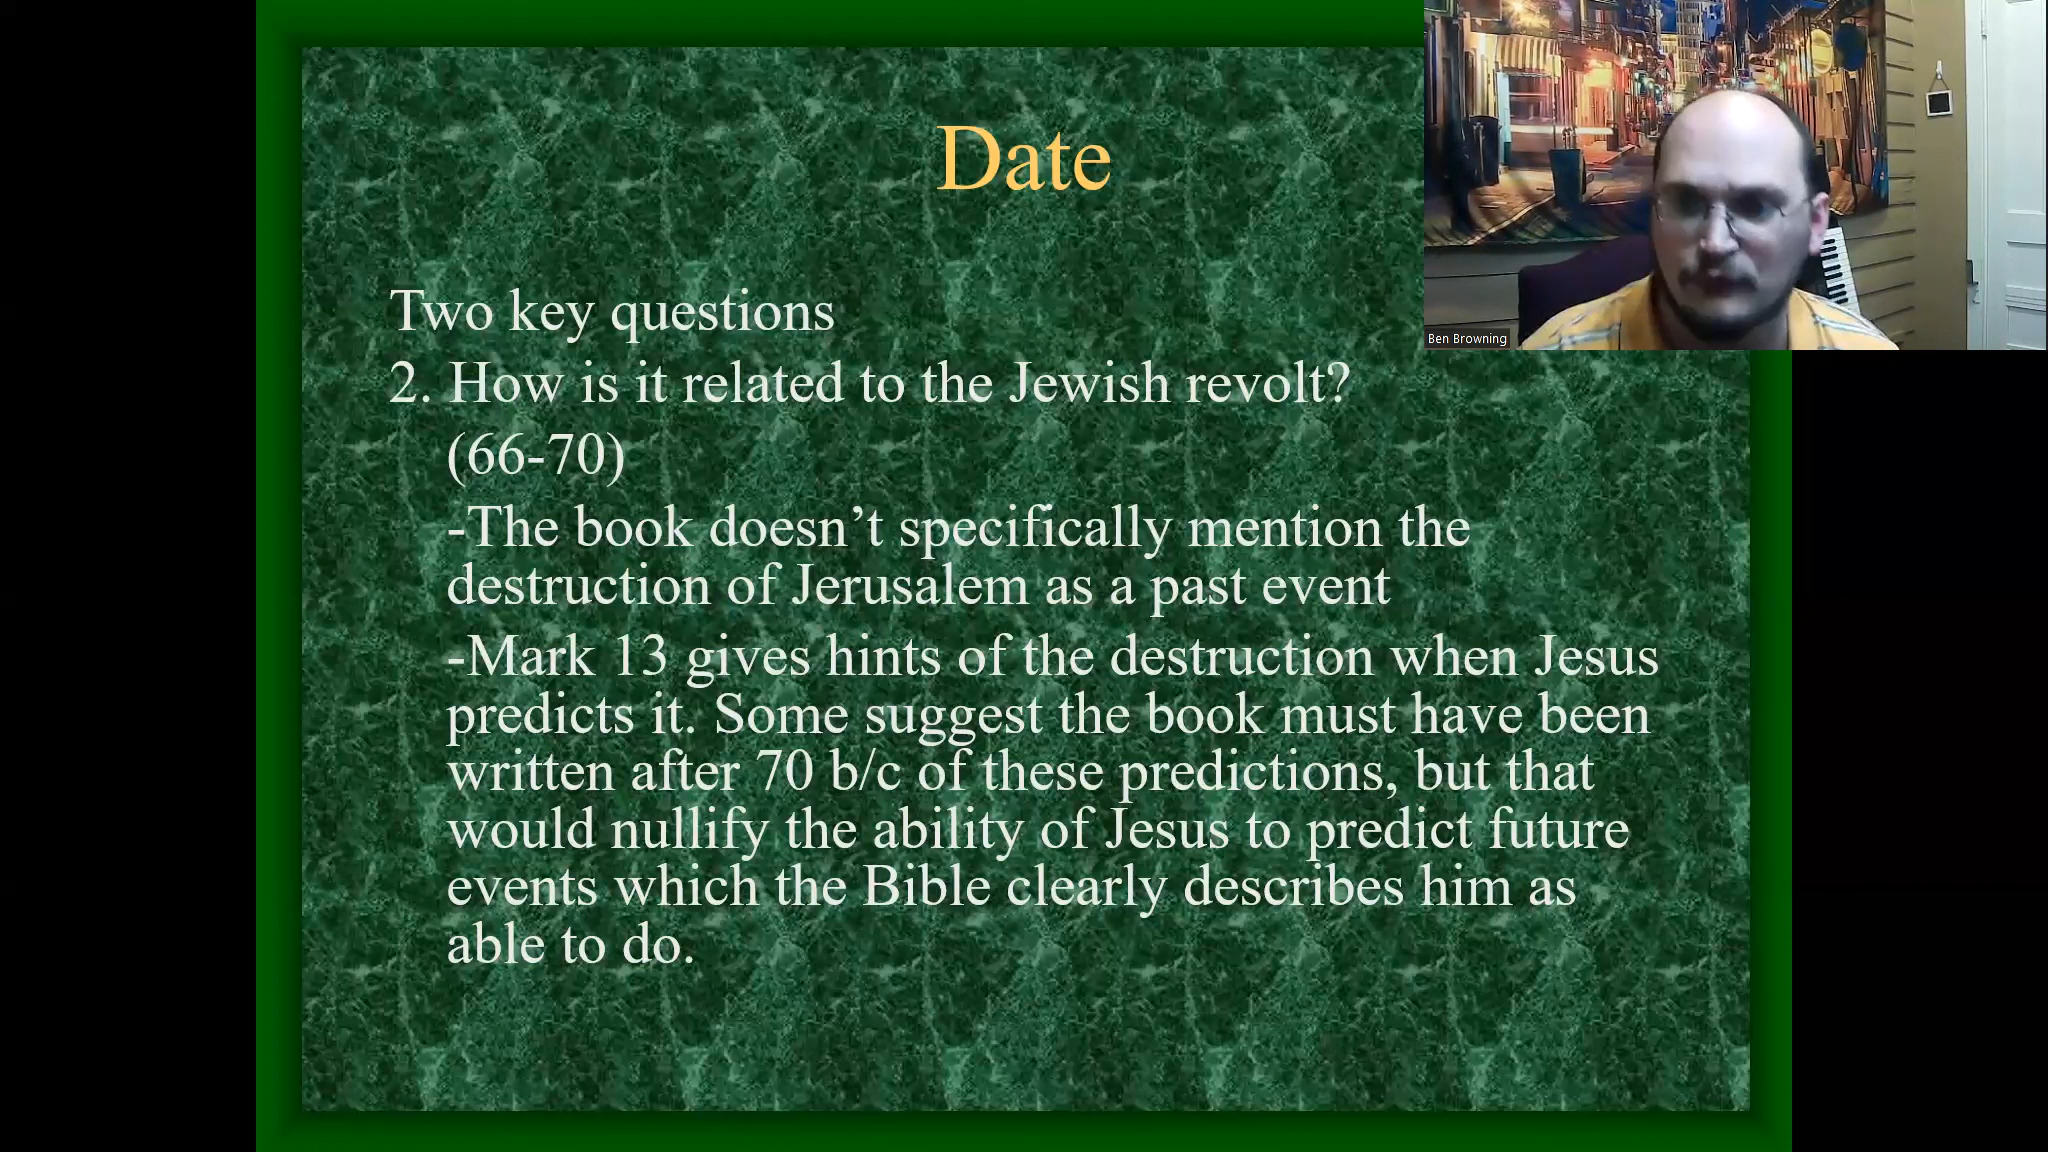 Date
Two key questions
2. How is it related to the Jewish revolt?
(66-70)
-The book doesn’t specifically mention the
destruction of Jerusalem as a past event
-Mark 13 gives hints of the destruction when Jesus
predicts it. Some suggest the book must have been
written after 70 b/c of these predictions, but that
would nullify the ability of Jesus to predict future
events which the Bible clearly describes him as
able to do.
Ben Browning